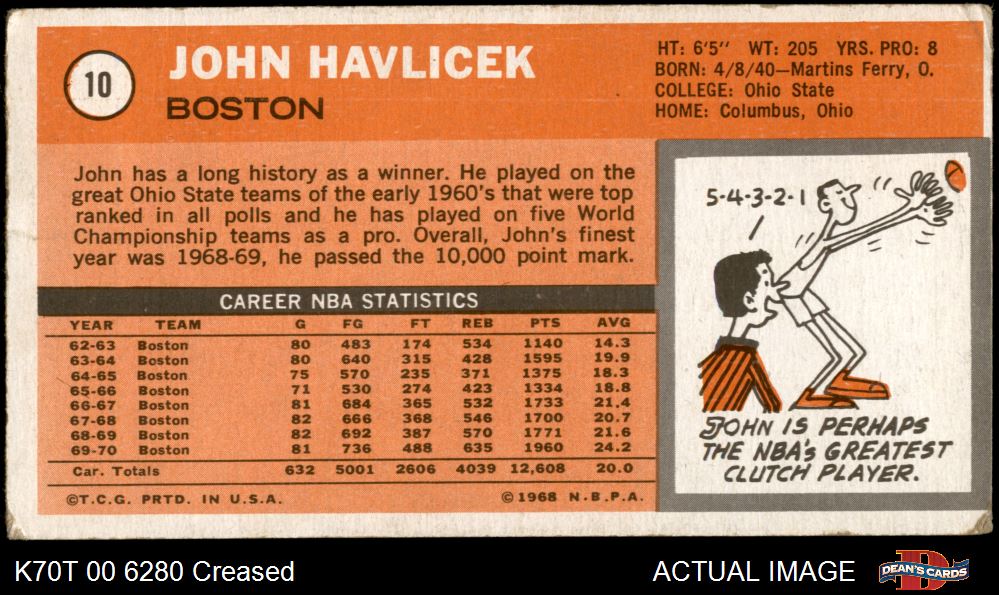 10
JOHN HAVLICEK
BOSTON
HT: 6'5'' WT: 205 YRS. PRO: 8
BORN: 4/8/40—Martins Ferry, O.
COLLEGE: Ohio State
HOME: Columbus, Ohio
John has a long history as a winner. He played on the
great Ohio State teams of the early 1960's that were top
ranked in all polls and he has played on five World
Championship teams as a pro. Overall, John's finest
year was 1968-69, he passed the 10,000 point mark.
CAREER NBA STATISTICS
YEAR TEAM G FG FT REB PTS AVG
62-63 Boston 80 483 174 534 1140 14.3
63-64 Boston 80 640 315 428 1595 19.9
64-65 Boston 75 570 235 371 1375 18.3
65-66 Boston 71 530 274 423 1334 18.8
66-67 Boston 81 684 365 532 1733 21.4
67-68 Boston 82 666 368 546 1700 20.7
68-69 Boston 82 692 387 570 1771 21.6
69-70 Boston 81 736 488 635 1960 24.2
Car. Totals 632 5001 2606 4039 12,608 20.0
©T.C.G. PRTD. IN U.S.A. ©1968 N.B.P.A.
5-4-3-2-1
JOHN IS PERHAPS
THE NBA's GREATEST
CLUTCH PLAYER.
K70T 00 6280 Creased
ACTUAL IMAGE
D
DEAN'S CARDS